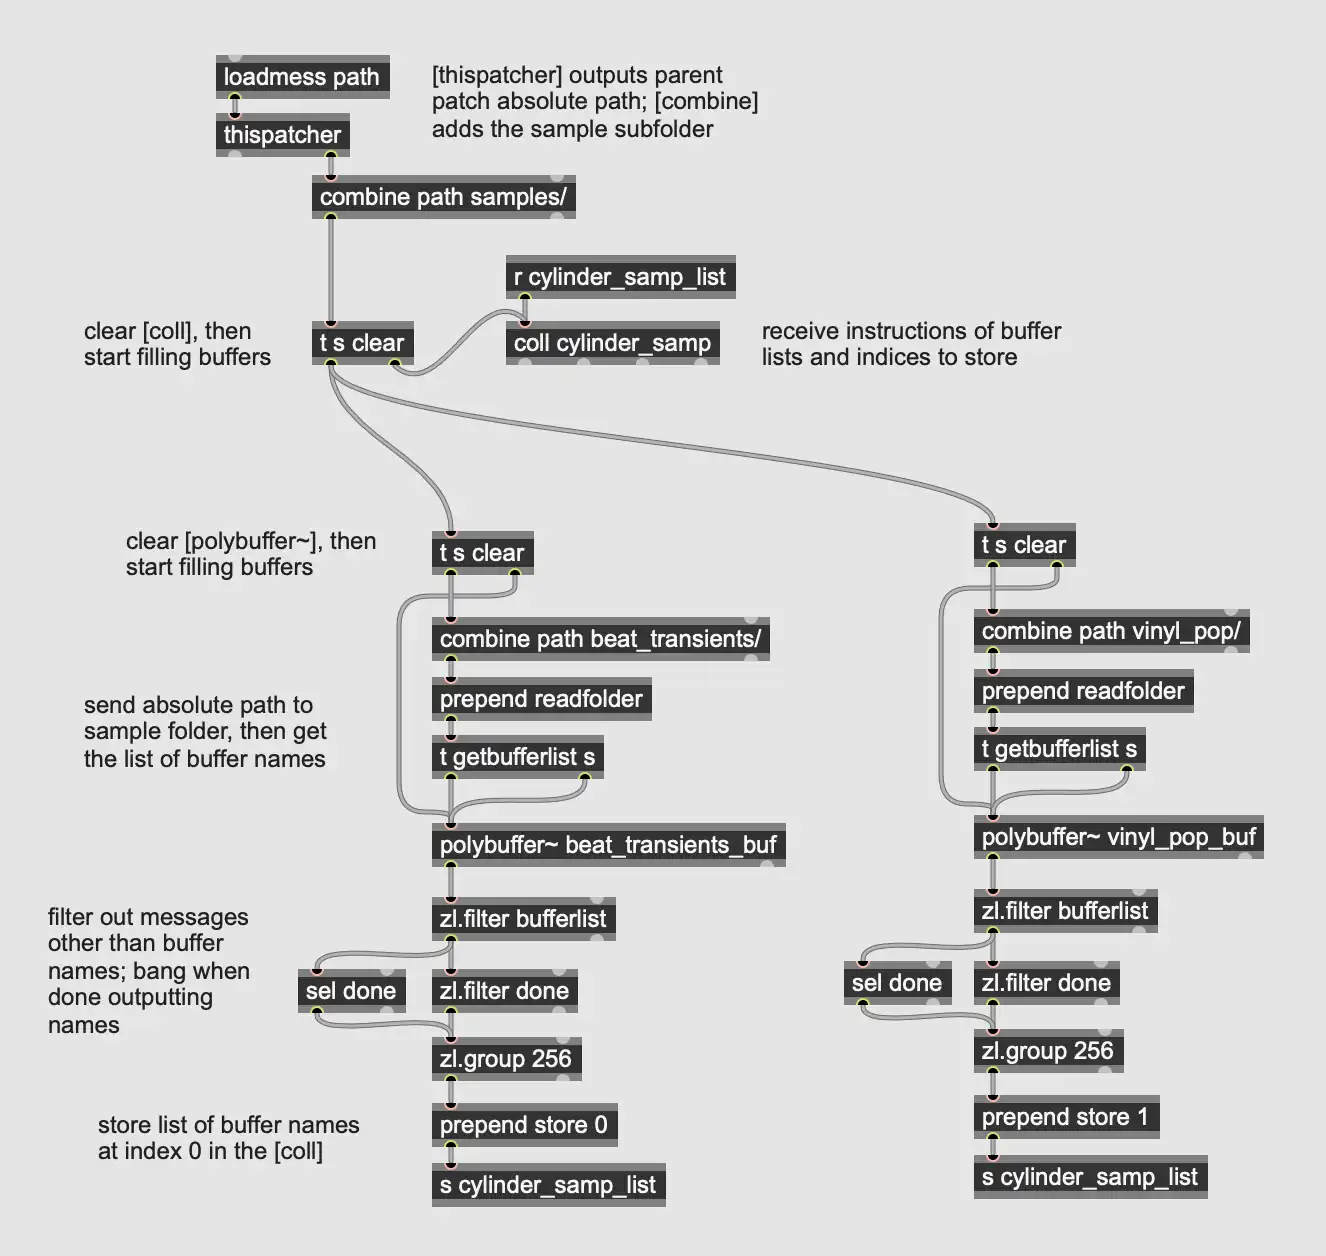 loadmess path
[thispatcher] outputs parent
patch absolute path; [combine]
adds the sample subfolder
thispatcher
combine path samples/
r cylinder_samp_list
clear [coll], then
start filling buffers
t s clear
coll cylinder_samp
receive instructions of buffer
lists and indices to store
clear [polybuffer~], then
start filling buffers
t s clear
combine path beat_transients/
prepend readfolder
send absolute path to
sample folder, then get
the list of buffer names
t getbufferlist s
polybuffer~ beat_transients_buf
zl.filter bufferlist
filter out messages
other than buffer
names; bang when
done outputting
names
sel done
zl.filter done
zl.group 256
store list of buffer names
at index 0 in the [coll]
prepend store 0
s cylinder_samp_list
t s clear
combine path vinyl_pop/
prepend readfolder
t getbufferlist s
polybuffer~ vinyl_pop_buf
zl.filter bufferlist
sel done
zl.filter done
zl.group 256
prepend store 1
s cylinder_samp_list